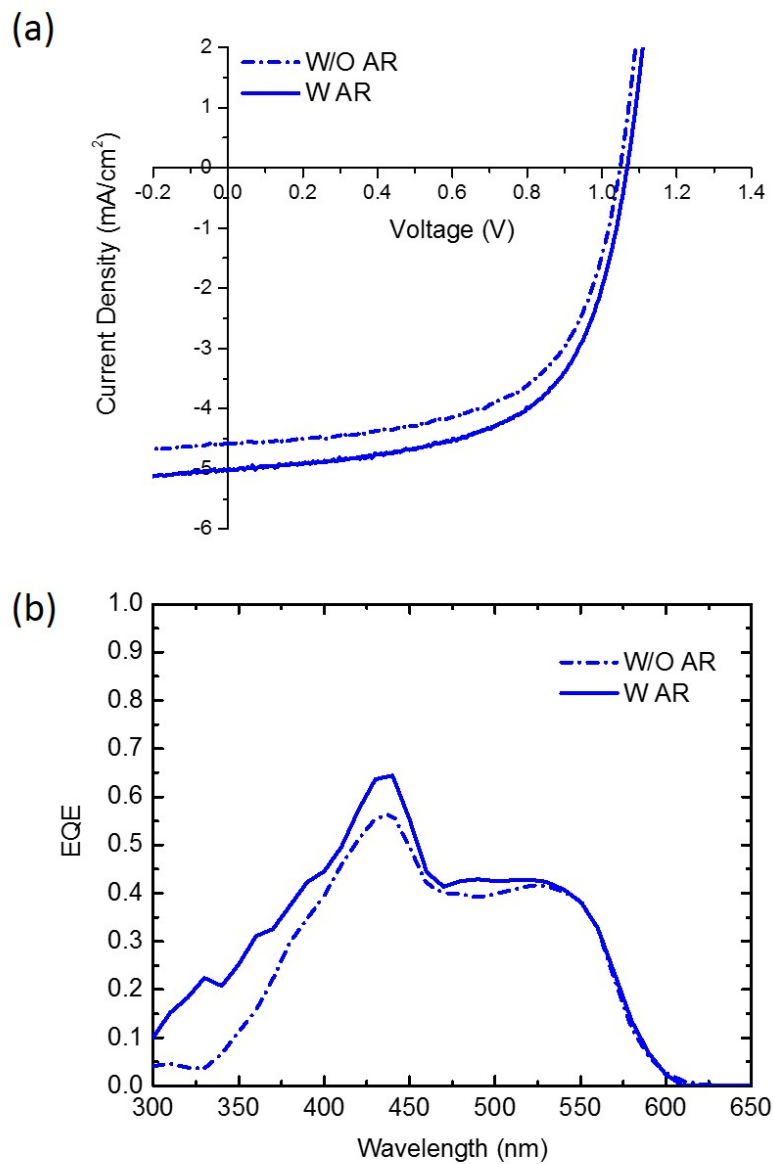 (a)
2
W/O AR
W AR
1
0
-0.2 0.0 0.2 0.4 0.6 0.8 1.0 1.2 1.4
-1
Voltage (V)
Current Density (mA/cm²)
-2
-3
-4
-5
-6
(b)
1.0
0.9
W/O AR
W AR
0.8
0.7
0.6
EQE
0.5
0.4
0.3
0.2
0.1
0.0
300 350 400 450 500 550 600 650
Wavelength (nm)